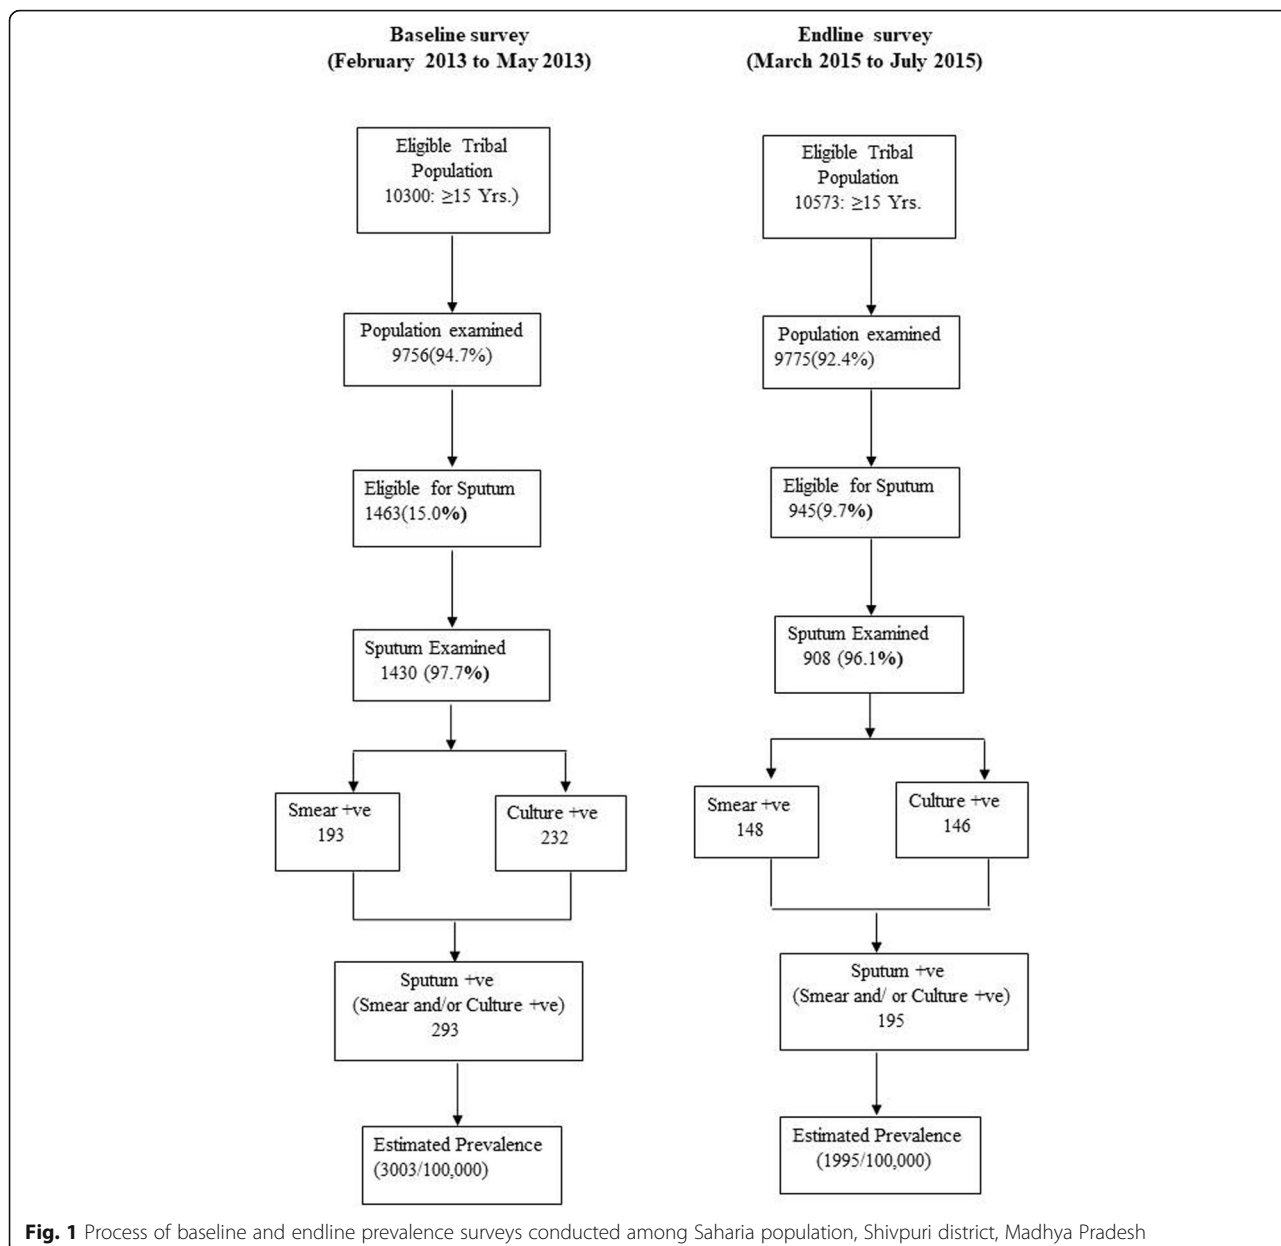 Baseline survey
(February 2013 to May 2013)
Eligible Tribal
Population
10300: ≥15 Yrs.)
Population examined
9756(94.7%)
Eligible for Sputum
1463(15.0%)
Sputum Examined
1430 (97.7%)
Smear +ve
193
Culture +ve
232
Sputum +ve
(Smear and/or Culture +ve)
293
Estimated Prevalence
(3003/100,000)
Endline survey
(March 2015 to July 2015)
Eligible Tribal
Population
10573: ≥15 Yrs.
Population examined
9775(92.4%)
Eligible for Sputum
945(9.7%)
Sputum Examined
908 (96.1%)
Smear +ve
148
Culture +ve
146
Sputum +ve
(Smear and/ or Culture +ve)
195
Estimated Prevalence
(1995/100,000)
Fig. 1 Process of baseline and endline prevalence surveys conducted among Saharia population, Shivpuri district, Madhya Pradesh